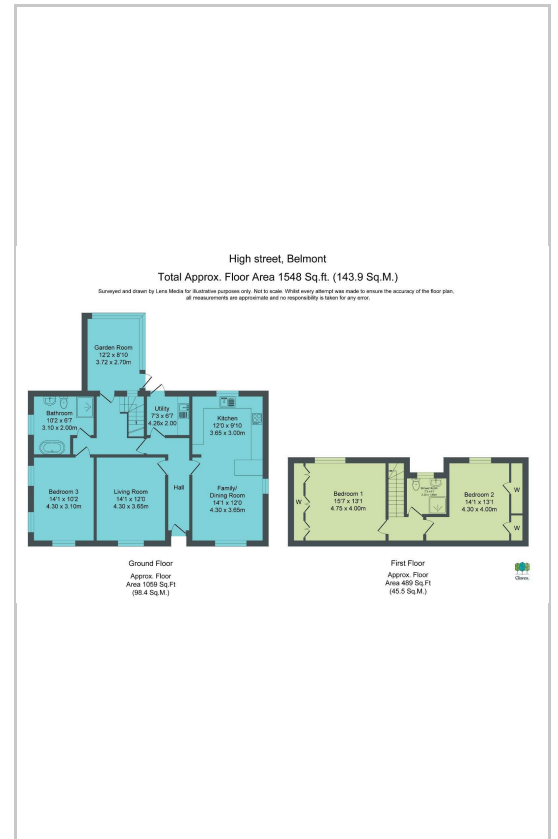 High street, Belmont
Total Approx. Floor Area 1548 Sq.ft. (143.9 Sq.M.)
Surveyed and drawn by Lens Media for illustrative purposes only. Not to scale. Whilst every attempt was made to ensure the accuracy of the floor plan,
all measurements are approximate and no responsibility is taken for any error.
Garden Room
12'2 x 8'10
3.72 x 2.70m
Bathroom
10'2 x 6'7
3.10 x 2.00m
Utility
7'3 x 6'7
4.26x 2.00
Kitchen
12'0 x 9'10
3.65 x 3.00m
Bedroom 3
14'1 x 10'2
4.30 x 3.10m
Living Room
14'1 x 12'0
4.30 x 3.65m
Hall
Family/
Dining Room
14'1 x 12'0
4.30 x 3.65m
Ground Floor
Approx. Floor
Area 1059 Sq.Ft
(98.4 Sq.M.)
W
Bedroom 1
15'7 x 13'1
4.75 x 4.00m
Bedroom 2
14'1 x 13'1
4.30 x 4.00m
W
W
First Floor
Approx. Floor
Area 489 Sq.Ft
(45.5 Sq.M.)